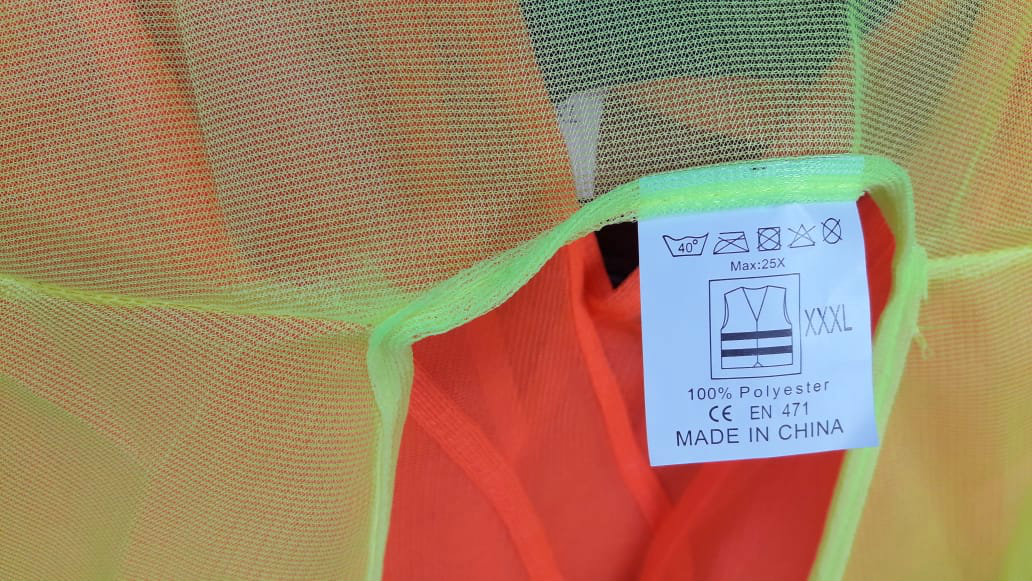 40°
Max:25X
XXXL
100% Polyester
CE EN 471
MADE IN CHINA